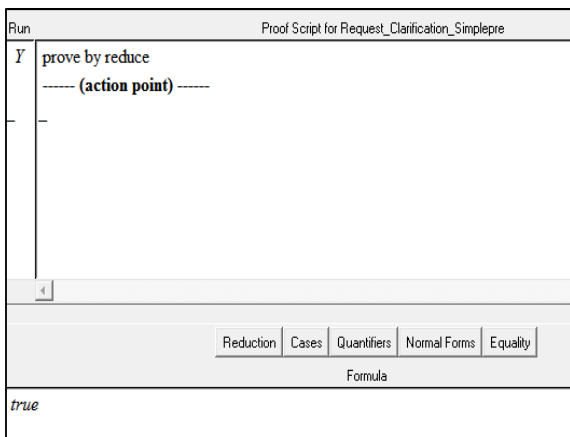 Run Proof Script for Request_Clarification_Simplepre
Y prove by reduce
------ (action point) ------
Reduction Cases Quantifiers Normal Forms Equality
Formula
true